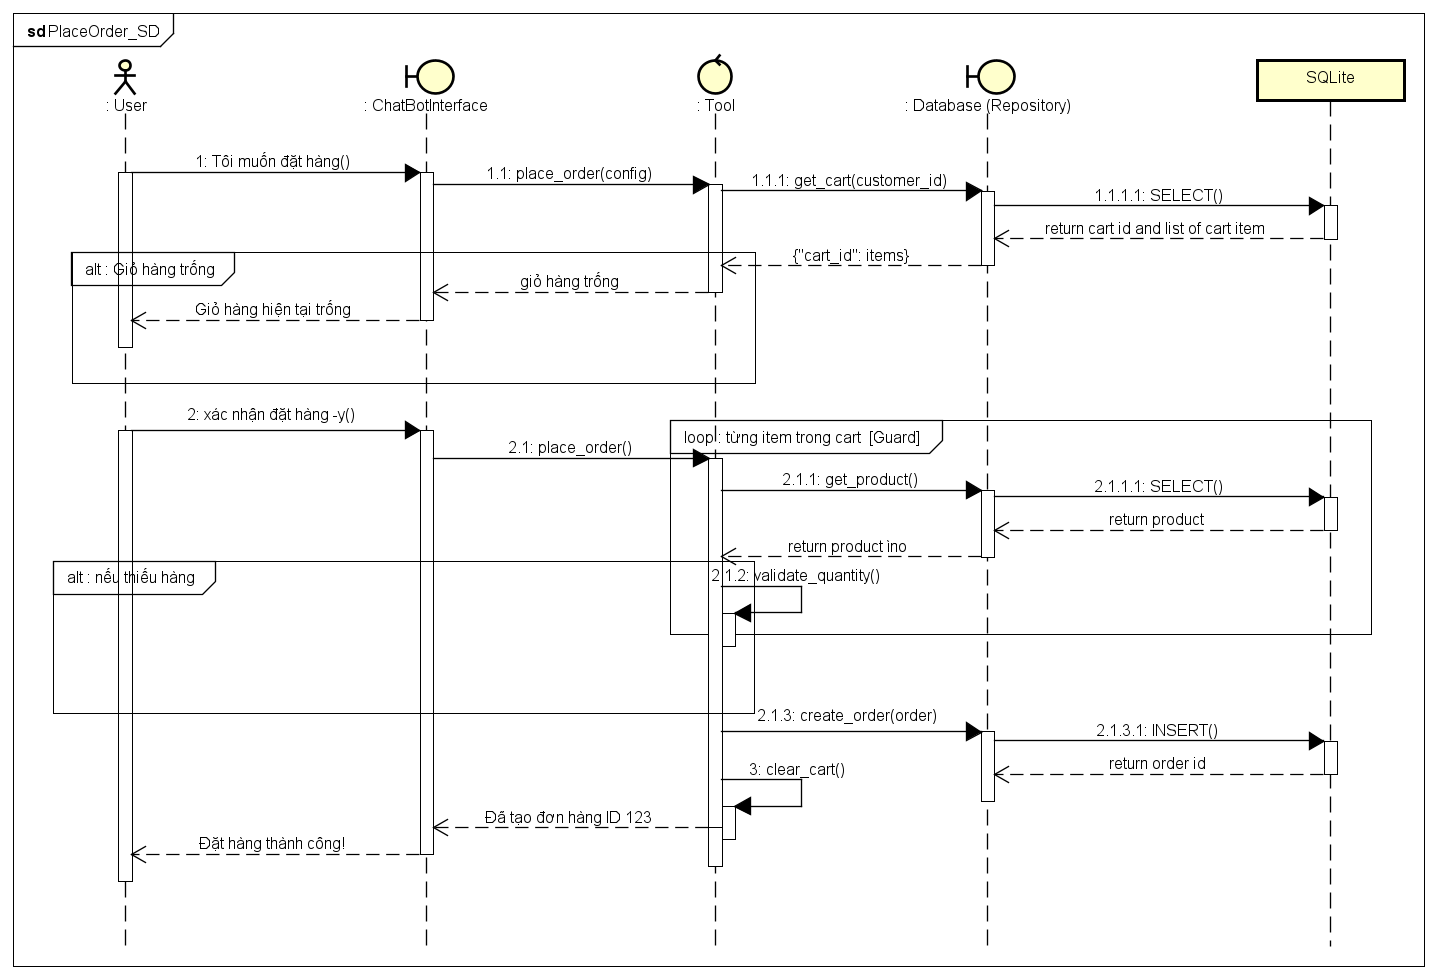 sd PlaceOrder_SD
: User
: ChatBotInterface
: Tool
: Database (Repository)
SQLite
1: Tôi muốn đặt hàng()
1.1: place_order(config)
1.1.1: get_cart(customer_id)
1.1.1.1: SELECT()
return cart id and list of cart item
{"cart_id": items}
alt : Giỏ hàng trống
giỏ hàng trống
Giỏ hàng hiện tại trống
2: xác nhận đặt hàng -y()
2.1: place_order()
loop : từng item trong cart [Guard]
2.1.1: get_product()
2.1.1.1: SELECT()
return product
return product ìno
alt : nếu thiếu hàng
2.1.2: validate_quantity()
2.1.3: create_order(order)
2.1.3.1: INSERT()
return order id
3: clear_cart()
Đã tạo đơn hàng ID 123
Đặt hàng thành công!